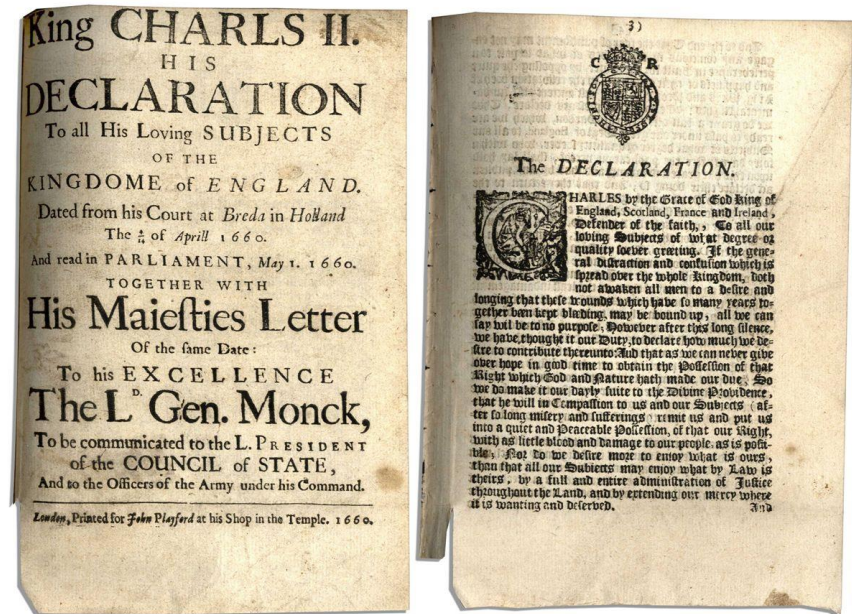 King CHARLS II.
HIS
DECLARATION
To all His Loving SUBJECTS
OF THE
KINGDOME of ENGLAND.
Dated from his Court at Breda in Holland
The 4/14 of Aprill 1660.
And read in PARLIAMENT, May 1. 1660.
TOGETHER WITH
His Maieſties Letter
Of the ſame Date:
To his EXCELLENCE
The Lᴰ. Gen. Monck,
To be communicated to the L. PRESIDENT
of the COUNCIL of STATE,
And to the Officers of the Army under his Command.
London, Printed for John Playford at his Shop in the Temple. 1660.
3)
C R
The DECLARATION.
CHARLES by the Grace of God King of
England, Scotland, France and Ireland,
Defender of the faith,, To all our
loving Subjects of what degree or
quality ſoever græting. If the gene-
ral diſtraction and confuſion which is
ſpread over the whole Kingdom, doth
not awaken all men to a deſire and
longing that theſe wounds which have ſo many years to-
gether bæn kept blæding, may be bound up, all we can
ſay wil be to no purpoſe; However after this long ſilence,
we have, thought it our Duty, to declare how much we de-
ſire to contribute thereunto: And that as we can never give
over hope in good time to obtain the Poſſeſſion of that
Right which God and Nature hath made our due, So
we do make it our dayly ſuite to the Divine Providence,
that he will in Compaſſion to us and our Subjects (af-
ter ſo long miſery and ſufferings remit us and put us
into a quiet and Peaceable Poſſeſſion, of that our Right,
with as little blood and damage to our people, as is poſſi-
ble; Nor do we deſire more to enjoy what is ours,
than that all our Subjects may enjoy what by Law is
theirs, by a full and entire adminiſtration of Juſtice
throughout the Land, and by extending our mercy where
it is wanting and deſerved.
And